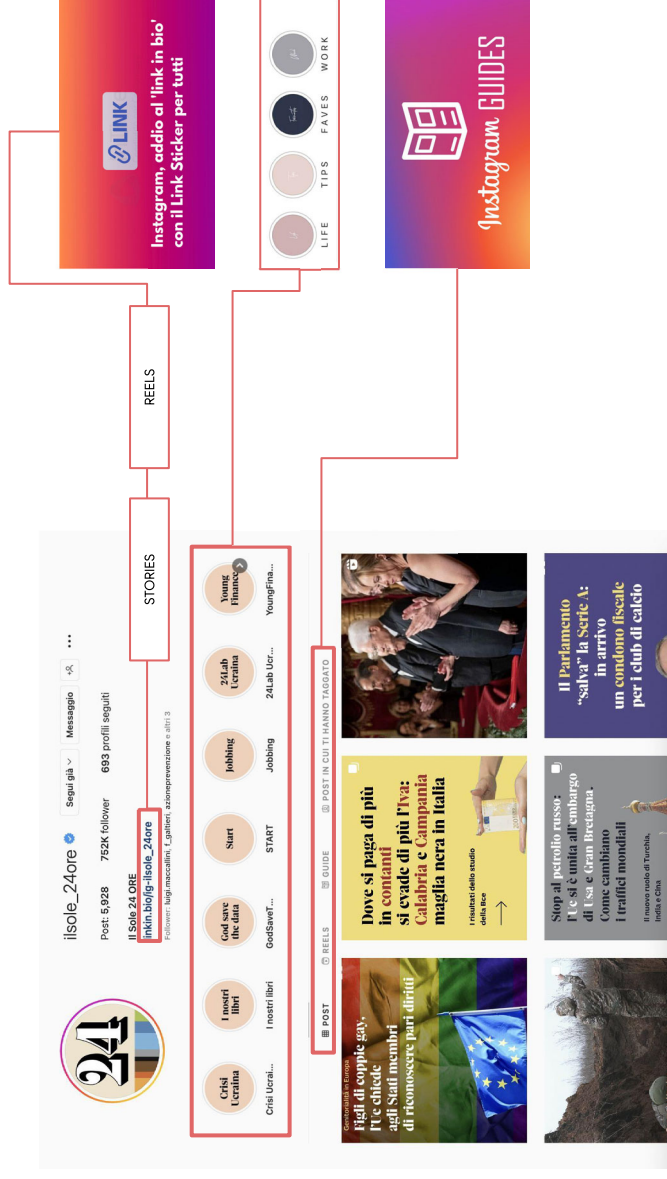 ilsole_24ore
Segui già
Messaggio
Post: 5,928
752K follower
693 profili seguiti
Il Sole 24 ORE
inkin.bio/ig-ilsole_24ore
Follower: luigi.maccallini, f_galtieri, azioneprevenzione e altri 3
24
Crisi
Ucraina
I nostri
libri
God save
the data
Start
Jobbing
24Lab
Ucraina
Young
Finance
Crisi Ucrai...
I nostri libri
GodSaveT...
START
Jobbing
24Lab Ucr...
YoungFina...
POST
REELS
GUIDE
POST IN CUI TI HANNO TAGGATO
Genitorialità in Europa
Figli di coppie gay,
l'Ue chiede
agli Stati membri
di riconoscere pari diritti
Dove si paga di più
in contanti
si evade di più l'Iva:
Calabria e Campania
maglia nera in Italia
I risultati dello studio
della Bce
Stop al petrolio russo:
l'Ue si è unita all'embargo
di Usa e Gran Bretagna
Come cambiano
i traffici mondiali
Il nuovo ruolo di Turchia,
India e Cina
Il Parlamento
"salva" la Serie A:
in arrivo
un condono fiscale
per i club di calcio
STORIES
REELS
LINK
Instagram, addio al 'link in bio'
con il Link Sticker per tutti
LIFE
TIPS
FAVES
WORK
Instagram GUIDES